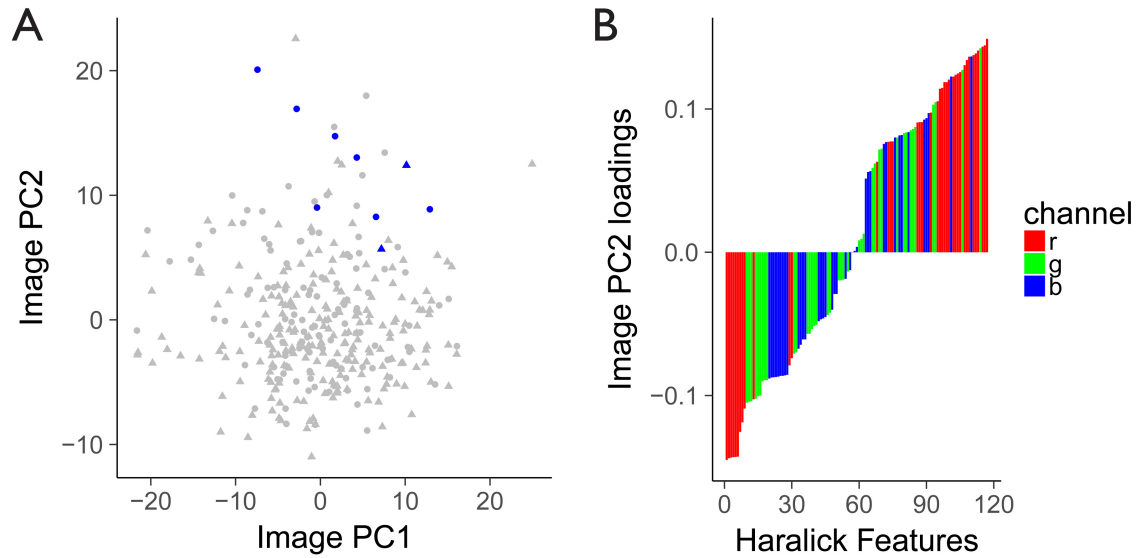 A
20
10
0
−10
Image PC2
−20
−10
0
10
20
Image PC1
B
0.1
0.0
−0.1
Image PC2 loadings
0
30
60
90
120
Haralick Features
channel
r
g
b